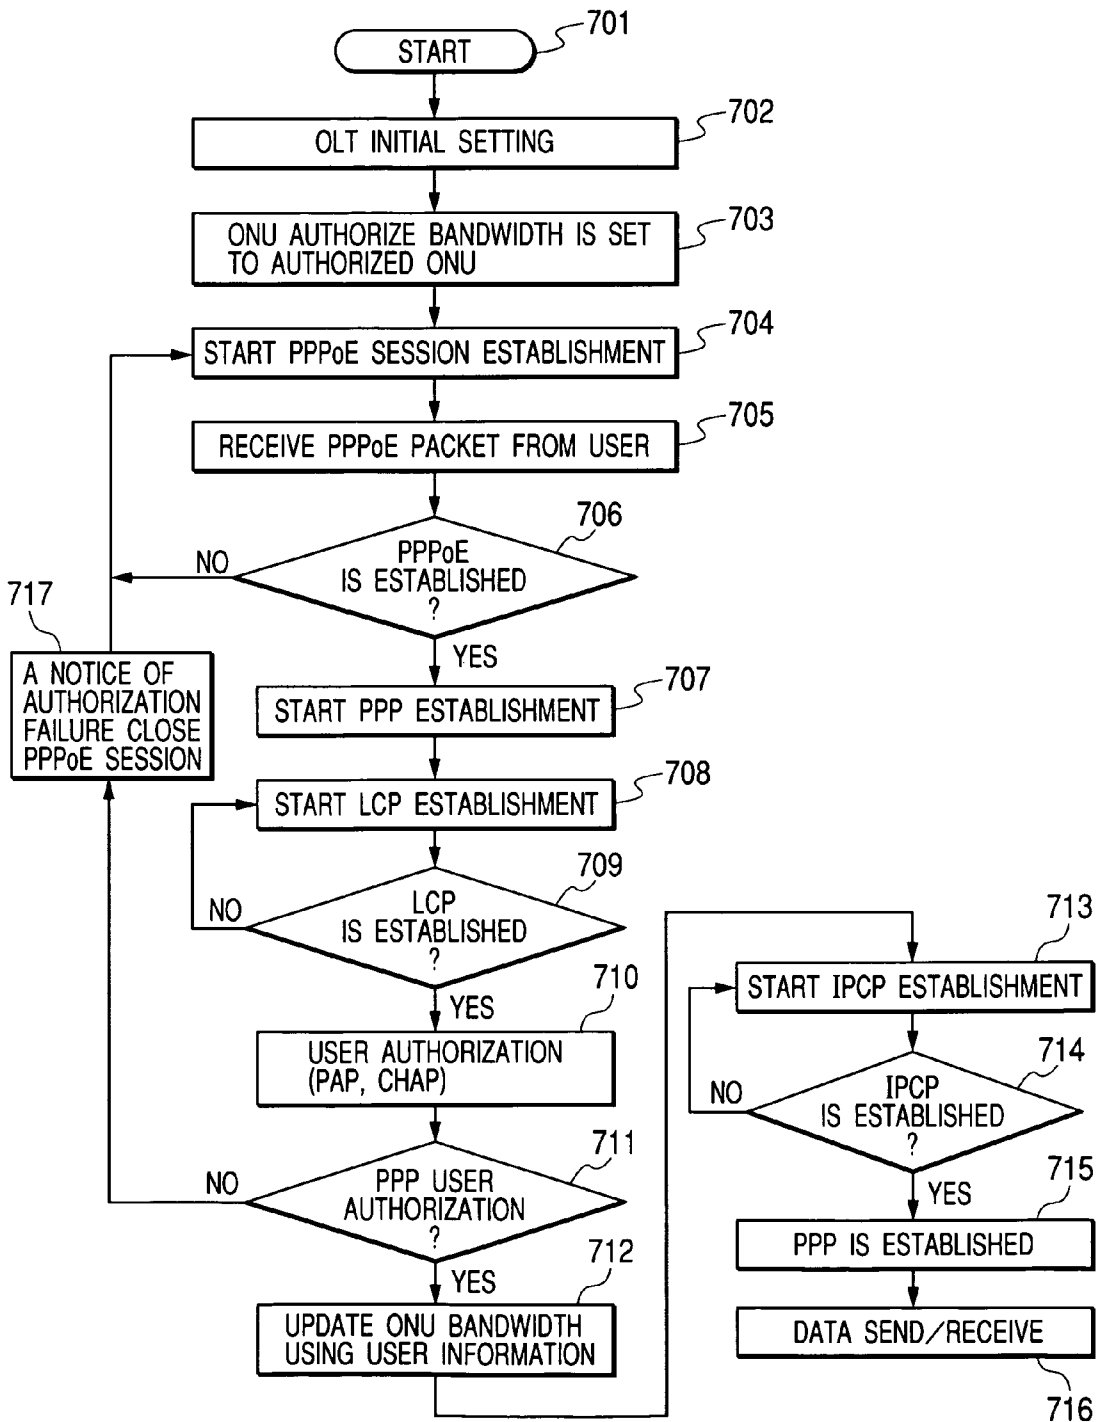 START
701
OLT INITIAL SETTING
702
ONU AUTHORIZE BANDWIDTH IS SET
TO AUTHORIZED ONU
703
START PPPoE SESSION ESTABLISHMENT
704
RECEIVE PPPoE PACKET FROM USER
705
PPPoE
IS ESTABLISHED
?
706
NO
YES
717
A NOTICE OF
AUTHORIZATION
FAILURE CLOSE
PPPoE SESSION
START PPP ESTABLISHMENT
707
START LCP ESTABLISHMENT
708
LCP
IS ESTABLISHED
?
709
NO
YES
USER AUTHORIZATION
(PAP, CHAP)
710
PPP USER
AUTHORIZATION
?
711
NO
YES
UPDATE ONU BANDWIDTH
USING USER INFORMATION
712
START IPCP ESTABLISHMENT
713
IPCP
IS ESTABLISHED
?
714
NO
YES
PPP IS ESTABLISHED
715
DATA SEND/RECEIVE
716